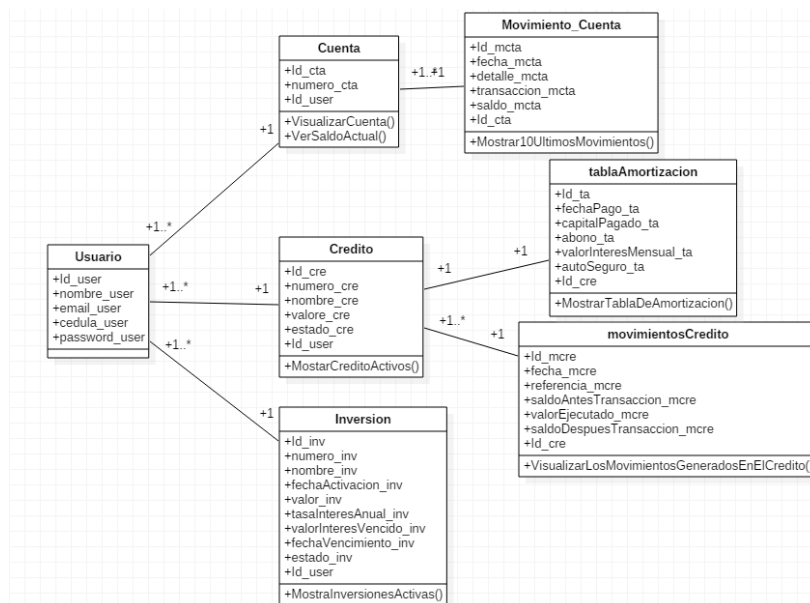 Cuenta
+Id_cta
+numero_cta
+Id_user
+VisualizarCuenta()
+VerSaldoActual()
+1..*
+1
Movimiento_Cuenta
+Id_mcta
+fecha_mcta
+detalle_mcta
+transaccion_mcta
+saldo_mcta
+Id_cta
+Mostrar10UltimosMovimientos()
+1
+1..*
Usuario
+Id_user
+nombre_user
+email_user
+cedula_user
+password_user
+1..*
+1
+1..*
+1
Credito
+Id_cre
+numero_cre
+nombre_cre
+valore_cre
+estado_cre
+Id_user
+MostarCreditoActivos()
+1
+1
+1..*
+1
tablaAmortizacion
+Id_ta
+fechaPago_ta
+capitalPagado_ta
+abono_ta
+valorInteresMensual_ta
+autoSeguro_ta
+Id_cre
+MostrarTablaDeAmortizacion()
movimientosCredito
+Id_mcre
+fecha_mcre
+referencia_mcre
+saldoAntesTransaccion_mcre
+valorEjecutado_mcre
+saldoDespuesTransaccion_mcre
+Id_cre
+VisualizarLosMovimientosGeneradosEnElCredito()
Inversion
+Id_inv
+numero_inv
+nombre_inv
+fechaActivacion_inv
+valor_inv
+tasaInteresAnual_inv
+valorInteresVencido_inv
+fechaVencimiento_inv
+estado_inv
+Id_user
+MostraInversionesActivas()